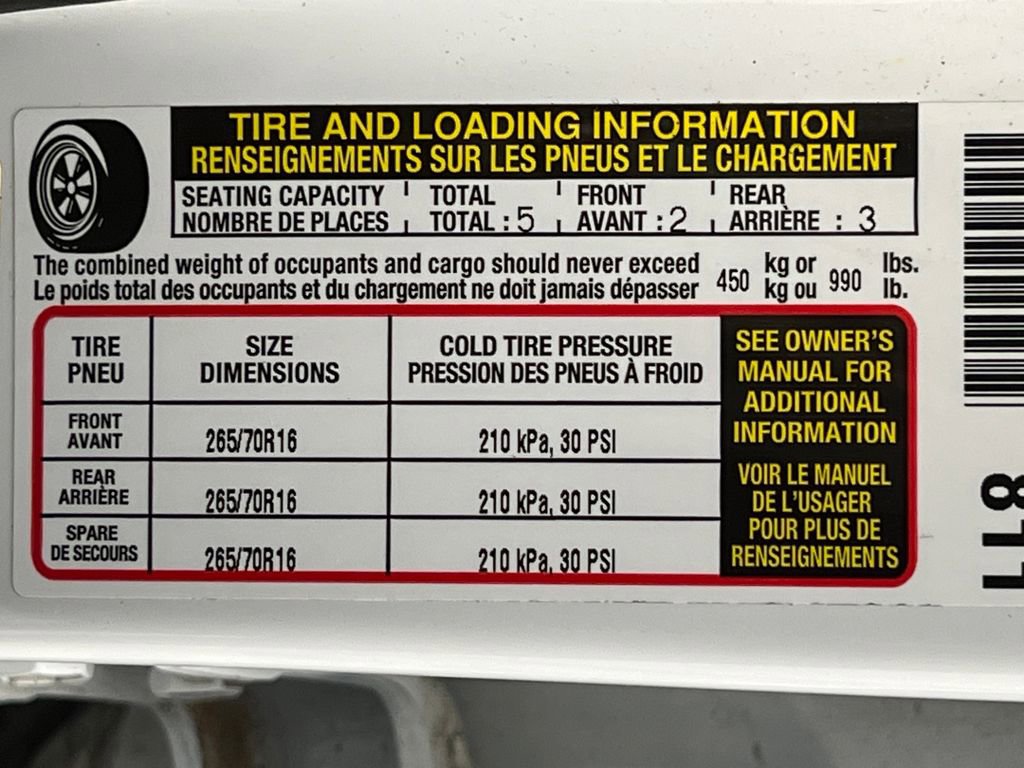 TIRE AND LOADING INFORMATION
RENSEIGNEMENTS SUR LES PNEUS ET LE CHARGEMENT
SEATING CAPACITY TOTAL FRONT REAR
NOMBRE DE PLACES TOTAL : 5 AVANT : 2 ARRIÈRE : 3
The combined weight of occupants and cargo should never exceed 450 kg or 990 lbs.
Le poids total des occupants et du chargement ne doit jamais dépasser kg ou lb.
TIRE SIZE COLD TIRE PRESSURE
PNEU DIMENSIONS PRESSION DES PNEUS À FROID
FRONT
AVANT 265/70R16 210 kPa, 30 PSI
REAR
ARRIÈRE 265/70R16 210 kPa, 30 PSI
SPARE
DE SECOURS 265/70R16 210 kPa, 30 PSI
SEE OWNER'S
MANUAL FOR
ADDITIONAL
INFORMATION
VOIR LE MANUEL
DE L'USAGER
POUR PLUS DE
RENSEIGNEMENTS